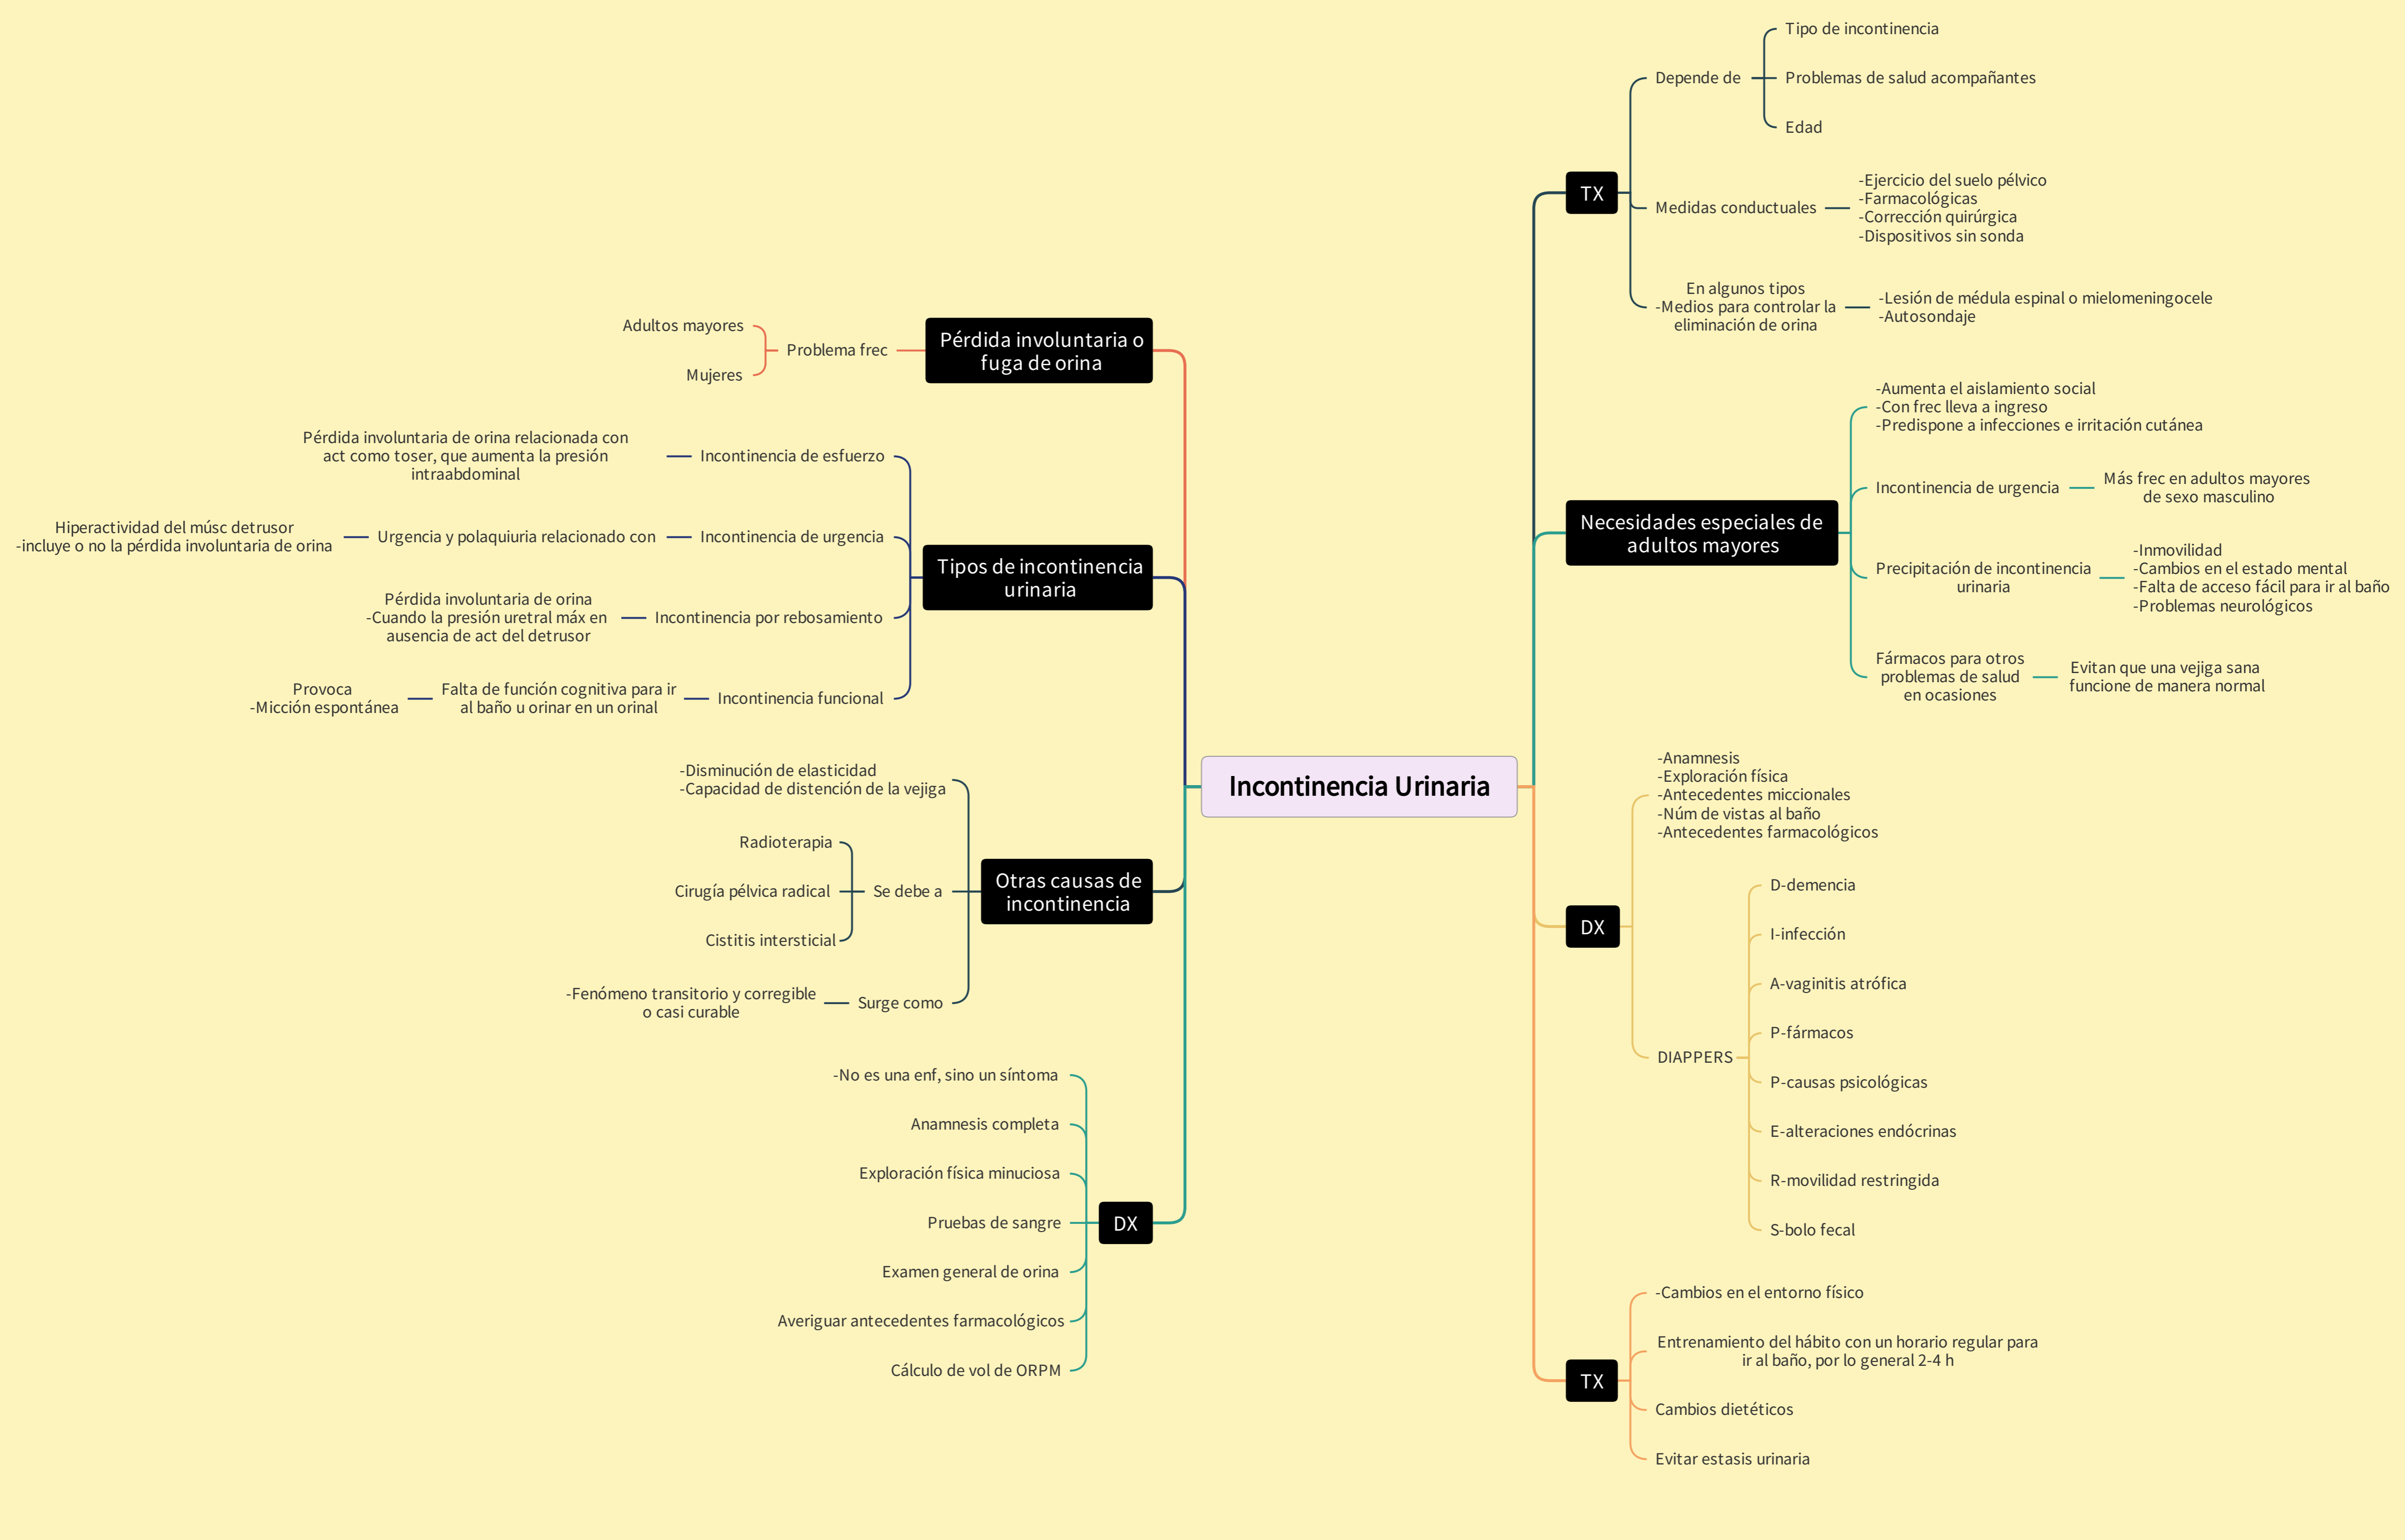 Incontinencia Urinaria
Pérdida involuntaria o
fuga de orina
Problema frec
Adultos mayores
Mujeres
Tipos de incontinencia
urinaria
Incontinencia de esfuerzo
Pérdida involuntaria de orina relacionada con
act como toser, que aumenta la presión
intraabdominal
Incontinencia de urgencia
Urgencia y polaquiuria relacionado con
Hiperactividad del músc detrusor
-incluye o no la pérdida involuntaria de orina
Incontinencia por rebosamiento
Pérdida involuntaria de orina
-Cuando la presión uretral máx en
ausencia de act del detrusor
Incontinencia funcional
Falta de función cognitiva para ir
al baño u orinar en un orinal
Provoca
-Micción espontánea
Otras causas de
incontinencia
-Disminución de elasticidad
-Capacidad de distención de la vejiga
Se debe a
Radioterapia
Cirugía pélvica radical
Cistitis intersticial
Surge como
-Fenómeno transitorio y corregible
o casi curable
DX
-No es una enf, sino un síntoma
Anamnesis completa
Exploración física minuciosa
Pruebas de sangre
Examen general de orina
Averiguar antecedentes farmacológicos
Cálculo de vol de ORPM
TX
Depende de
Tipo de incontinencia
Problemas de salud acompañantes
Edad
Medidas conductuales
-Ejercicio del suelo pélvico
-Farmacológicas
-Corrección quirúrgica
-Dispositivos sin sonda
En algunos tipos
-Medios para controlar la
eliminación de orina
-Lesión de médula espinal o mielomeningocele
-Autosondaje
Necesidades especiales de
adultos mayores
-Aumenta el aislamiento social
-Con frec lleva a ingreso
-Predispone a infecciones e irritación cutánea
Incontinencia de urgencia
Más frec en adultos mayores
de sexo masculino
Precipitación de incontinencia
urinaria
-Inmovilidad
-Cambios en el estado mental
-Falta de acceso fácil para ir al baño
-Problemas neurológicos
Fármacos para otros
problemas de salud
en ocasiones
Evitan que una vejiga sana
funcione de manera normal
DX
-Anamnesis
-Exploración física
-Antecedentes miccionales
-Núm de vistas al baño
-Antecedentes farmacológicos
DIAPPERS
D-demencia
I-infección
A-vaginitis atrófica
P-fármacos
P-causas psicológicas
E-alteraciones endócrinas
R-movilidad restringida
S-bolo fecal
TX
-Cambios en el entorno físico
Entrenamiento del hábito con un horario regular para
ir al baño, por lo general 2-4 h
Cambios dietéticos
Evitar estasis urinaria